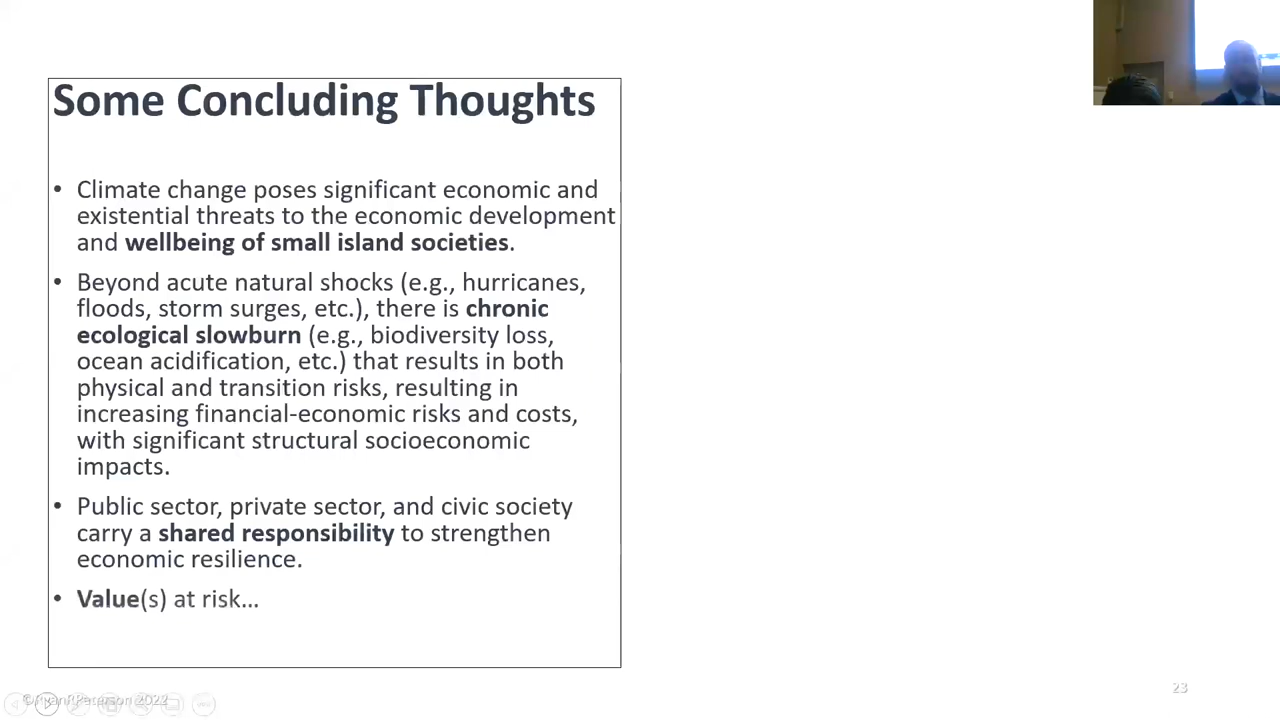 Some Concluding Thoughts
• Climate change poses significant economic and
existential threats to the economic development
and wellbeing of small island societies.
• Beyond acute natural shocks (e.g., hurricanes,
floods, storm surges, etc.), there is chronic
ecological slowburn (e.g., biodiversity loss,
ocean acidification, etc.) that results in both
physical and transition risks, resulting in
increasing financial-economic risks and costs,
with significant structural socioeconomic
impacts.
• Public sector, private sector, and civic society
carry a shared responsibility to strengthen
economic resilience.
• Value(s) at risk...
©RyanRPeterson 2022
23